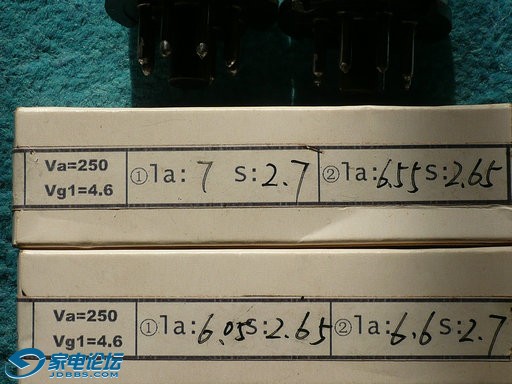 Va=250
Vg1=4.6
①Ia: 7 S: 2.7
②Ia: 6.55 S: 2.65
Va=250
Vg1=4.6
①Ia: 6.05 S: 2.65
②Ia: 6.6 S: 2.7
家电论坛
JDBBS.COM